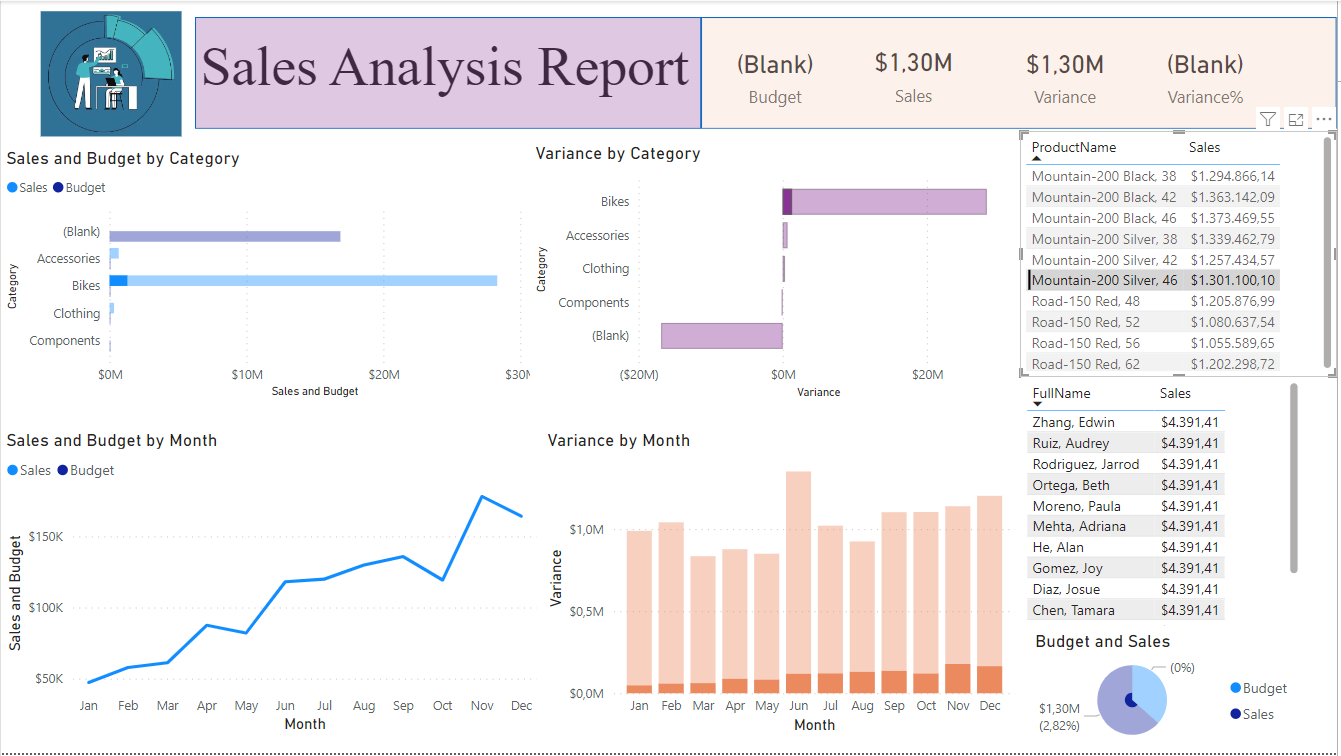 Sales Analysis Report
(Blank)
Budget
$1,30M
Sales
$1,30M
Variance
(Blank)
Variance%
Sales and Budget by Category
Sales Budget
Category
(Blank)
Accessories
Bikes
Clothing
Components
$0M $10M $20M $30M
Sales and Budget
Variance by Category
Category
Bikes
Accessories
Clothing
Components
(Blank)
($20M) $0M $20M
Variance
ProductName Sales
Mountain-200 Black, 38 $1.294.866,14
Mountain-200 Black, 42 $1.363.142,09
Mountain-200 Black, 46 $1.373.469,55
Mountain-200 Silver, 38 $1.339.462,79
Mountain-200 Silver, 42 $1.257.434,57
Mountain-200 Silver, 46 $1.301.100,10
Road-150 Red, 48 $1.205.876,99
Road-150 Red, 52 $1.080.637,54
Road-150 Red, 56 $1.055.589,65
Road-150 Red, 62 $1.202.298,72
Sales and Budget by Month
Sales Budget
Sales and Budget
$150K
$100K
$50K
Jan Feb Mar Apr May Jun Jul Aug Sep Oct Nov Dec
Month
Variance by Month
Variance
$1,0M
$0,5M
$0,0M
Jan Feb Mar Apr May Jun Jul Aug Sep Oct Nov Dec
Month
FullName Sales
Zhang, Edwin $4.391,41
Ruiz, Audrey $4.391,41
Rodriguez, Jarrod $4.391,41
Ortega, Beth $4.391,41
Moreno, Paula $4.391,41
Mehta, Adriana $4.391,41
He, Alan $4.391,41
Gomez, Joy $4.391,41
Diaz, Josue $4.391,41
Chen, Tamara $4.391,41
Budget and Sales
(0%)
$1,30M
(2,82%)
Budget
Sales